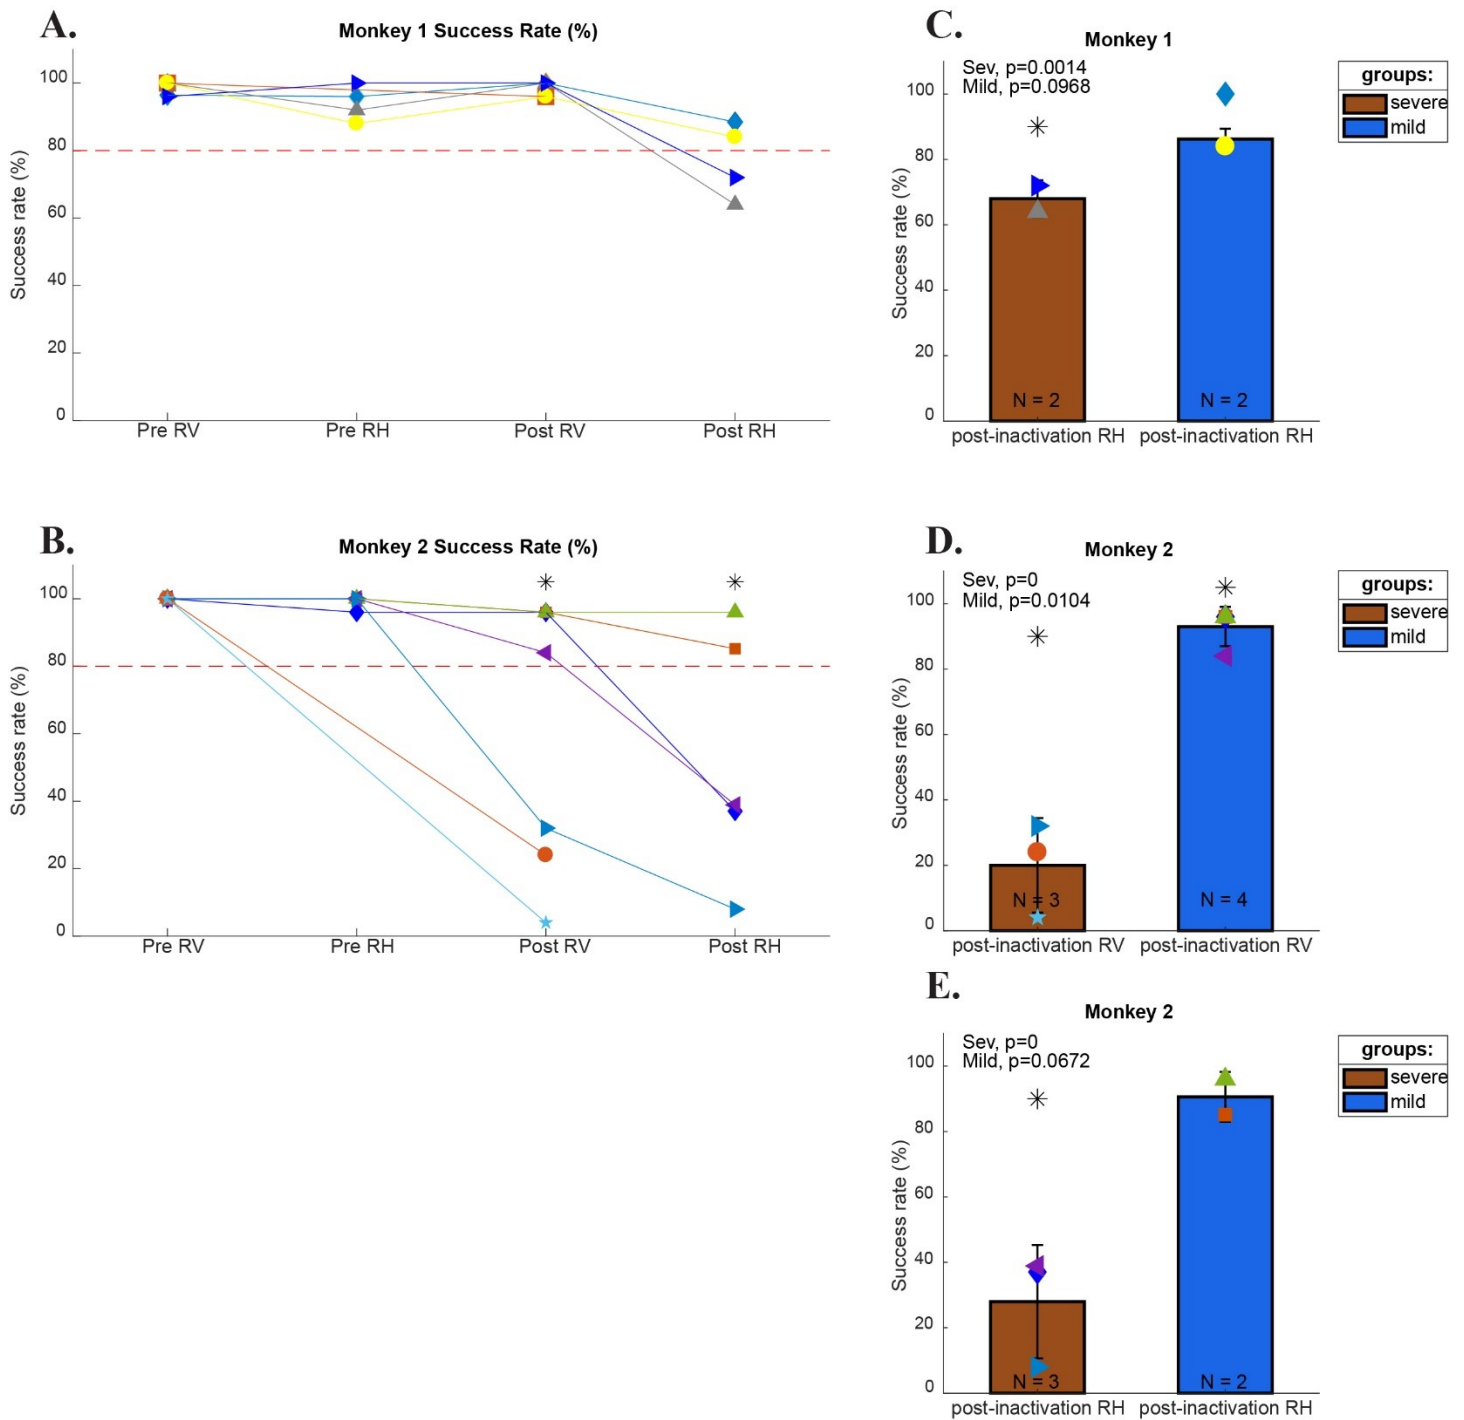 A.
Monkey 1 Success Rate (%)
Success rate (%)
100
80
60
40
20
0
Pre RV
Pre RH
Post RV
Post RH
C.
Monkey 1
Sev, p=0.0014
Mild, p=0.0968
Success rate (%)
100
80
60
40
20
0
N = 2
N = 2
post-inactivation RH
post-inactivation RH
groups:
severe
mild
B.
Monkey 2 Success Rate (%)
Success rate (%)
100
80
60
40
20
0
Pre RV
Pre RH
Post RV
Post RH
D.
Monkey 2
Sev, p=0
Mild, p=0.0104
Success rate (%)
100
80
60
40
20
0
N = 3
N = 4
post-inactivation RV
post-inactivation RV
groups:
severe
mild
E.
Monkey 2
Sev, p=0
Mild, p=0.0672
Success rate (%)
100
80
60
40
20
0
N = 3
N = 2
post-inactivation RH
post-inactivation RH
groups:
severe
mild